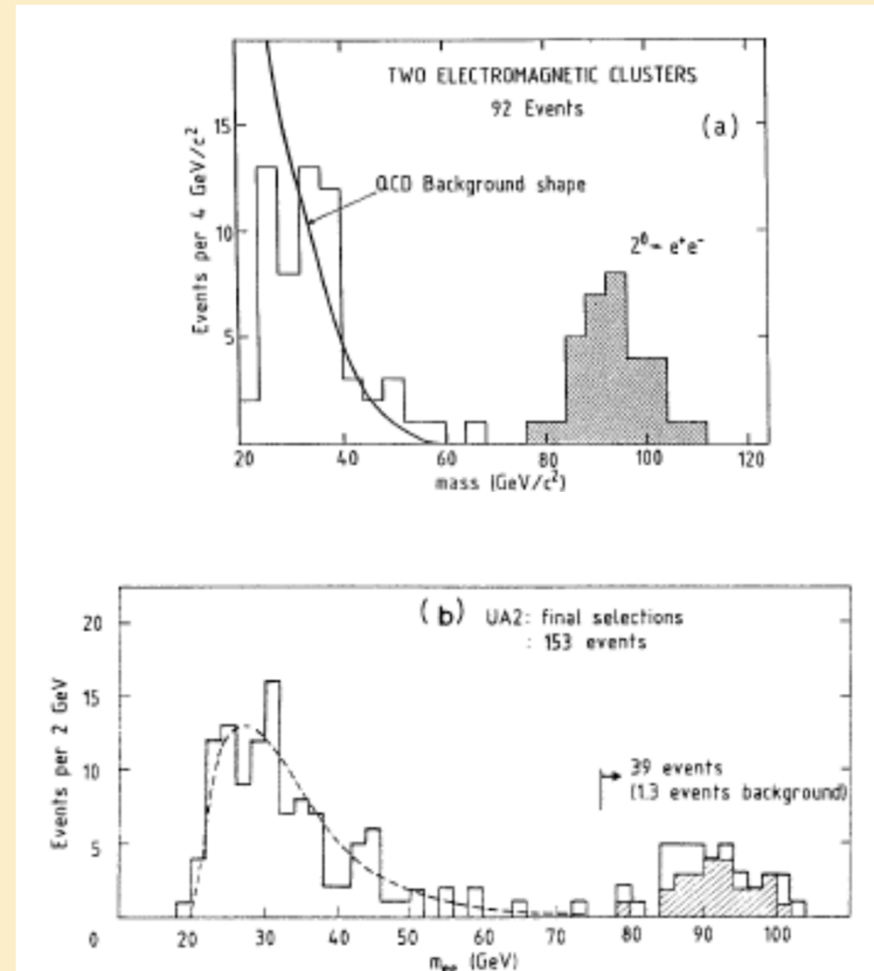 TWO ELECTROMAGNETIC CLUSTERS
92 Events
(a)
Events per 4 GeV/c²
15
10
5
QCD Background shape
Z⁰→ e⁺e⁻
20 40 60 80 100 120
mass (GeV/c²)
(b) UA2: final selections
: 153 events
Events per 2 GeV
20
15
10
5
0
39 events
(1.3 events background)
20 30 40 50 60 70 80 90 100
mee (GeV)